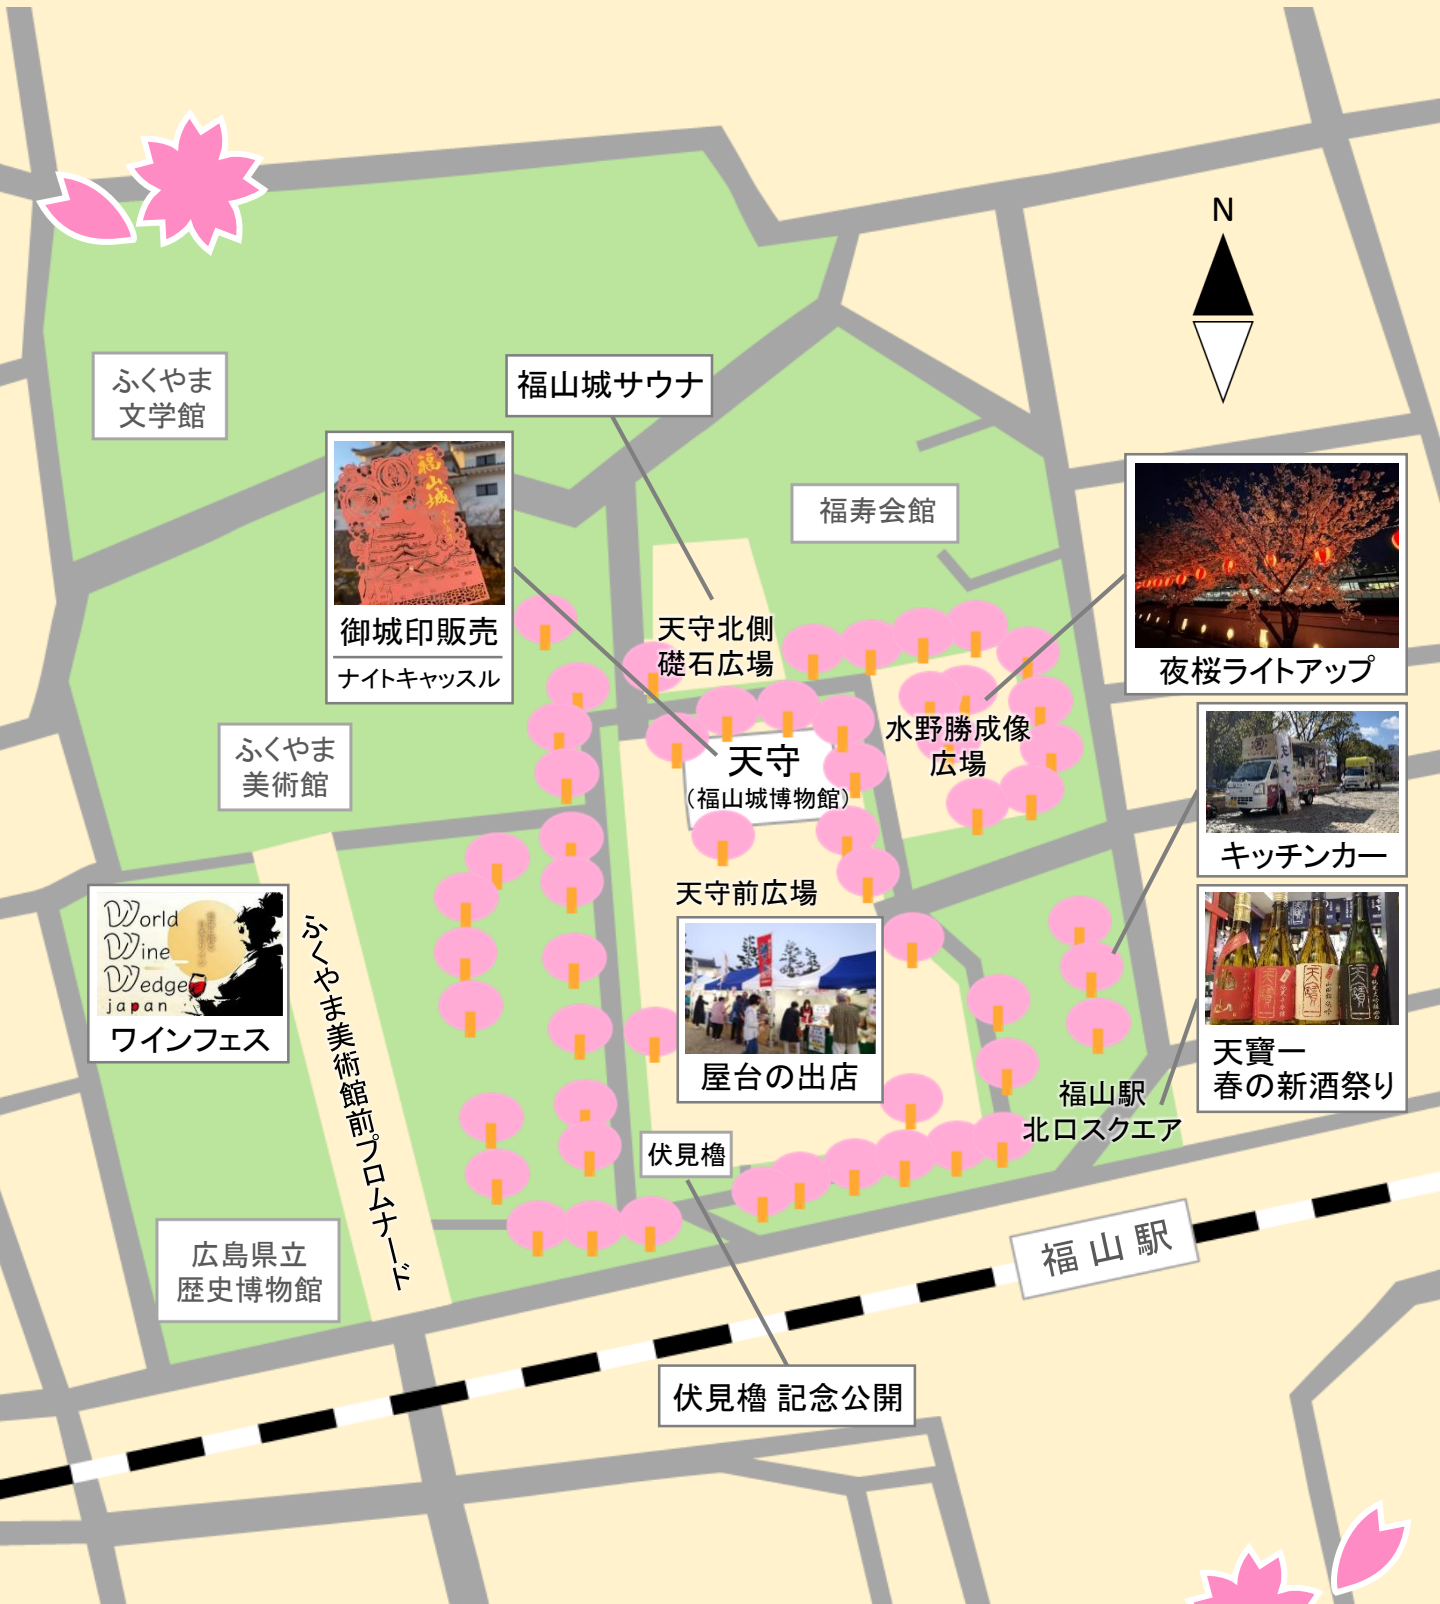 N
福山城サウナ
ふくやま
文学館
福山城
福寿会館
御城印販売
ナイトキャッスル
天守北側
礎石広場
夜桜ライトアップ
水野勝成像
広場
ふくやま
美術館
天守
（福山城博物館）
キッチンカー
天守前広場
World
Wine
Wedge
japan
ワインフェス
ふくやま美術館前プロムナード
屋台の出店
天寶一
春の新酒祭り
福山駅
北口スクエア
伏見櫓
広島県立
歴史博物館
福山駅
伏見櫓 記念公開